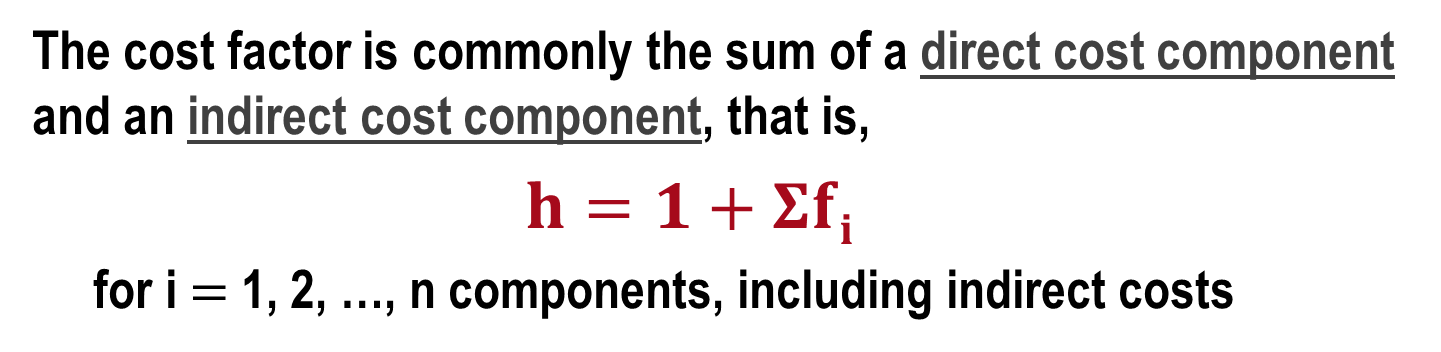 The cost factor is commonly the sum of a direct cost component
and an indirect cost component, that is,
h = 1 + Σfᵢ
for i = 1, 2, …, n components, including indirect costs